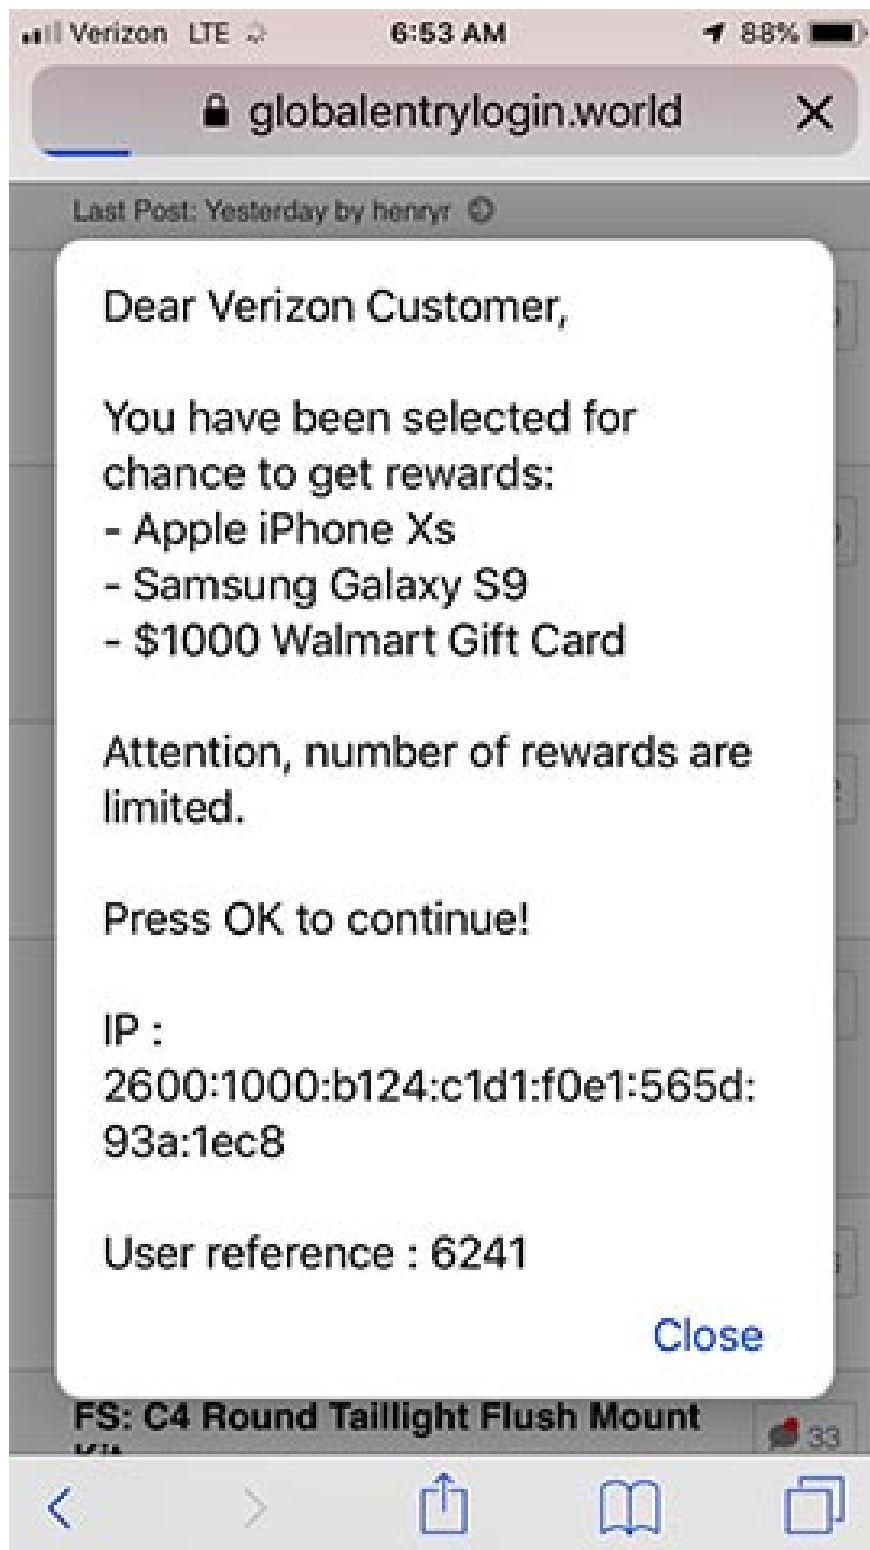 Verizon LTE 6:53 AM 88%
globalentrylogin.world
Last Post: Yesterday by henryr
Dear Verizon Customer,
You have been selected for
chance to get rewards:
- Apple iPhone Xs
- Samsung Galaxy S9
- $1000 Walmart Gift Card
Attention, number of rewards are
limited.
Press OK to continue!
IP :
2600:1000:b124:c1d1:f0e1:565d:
93a:1ec8
User reference : 6241
Close
FS: C4 Round Taillight Flush Mount
33